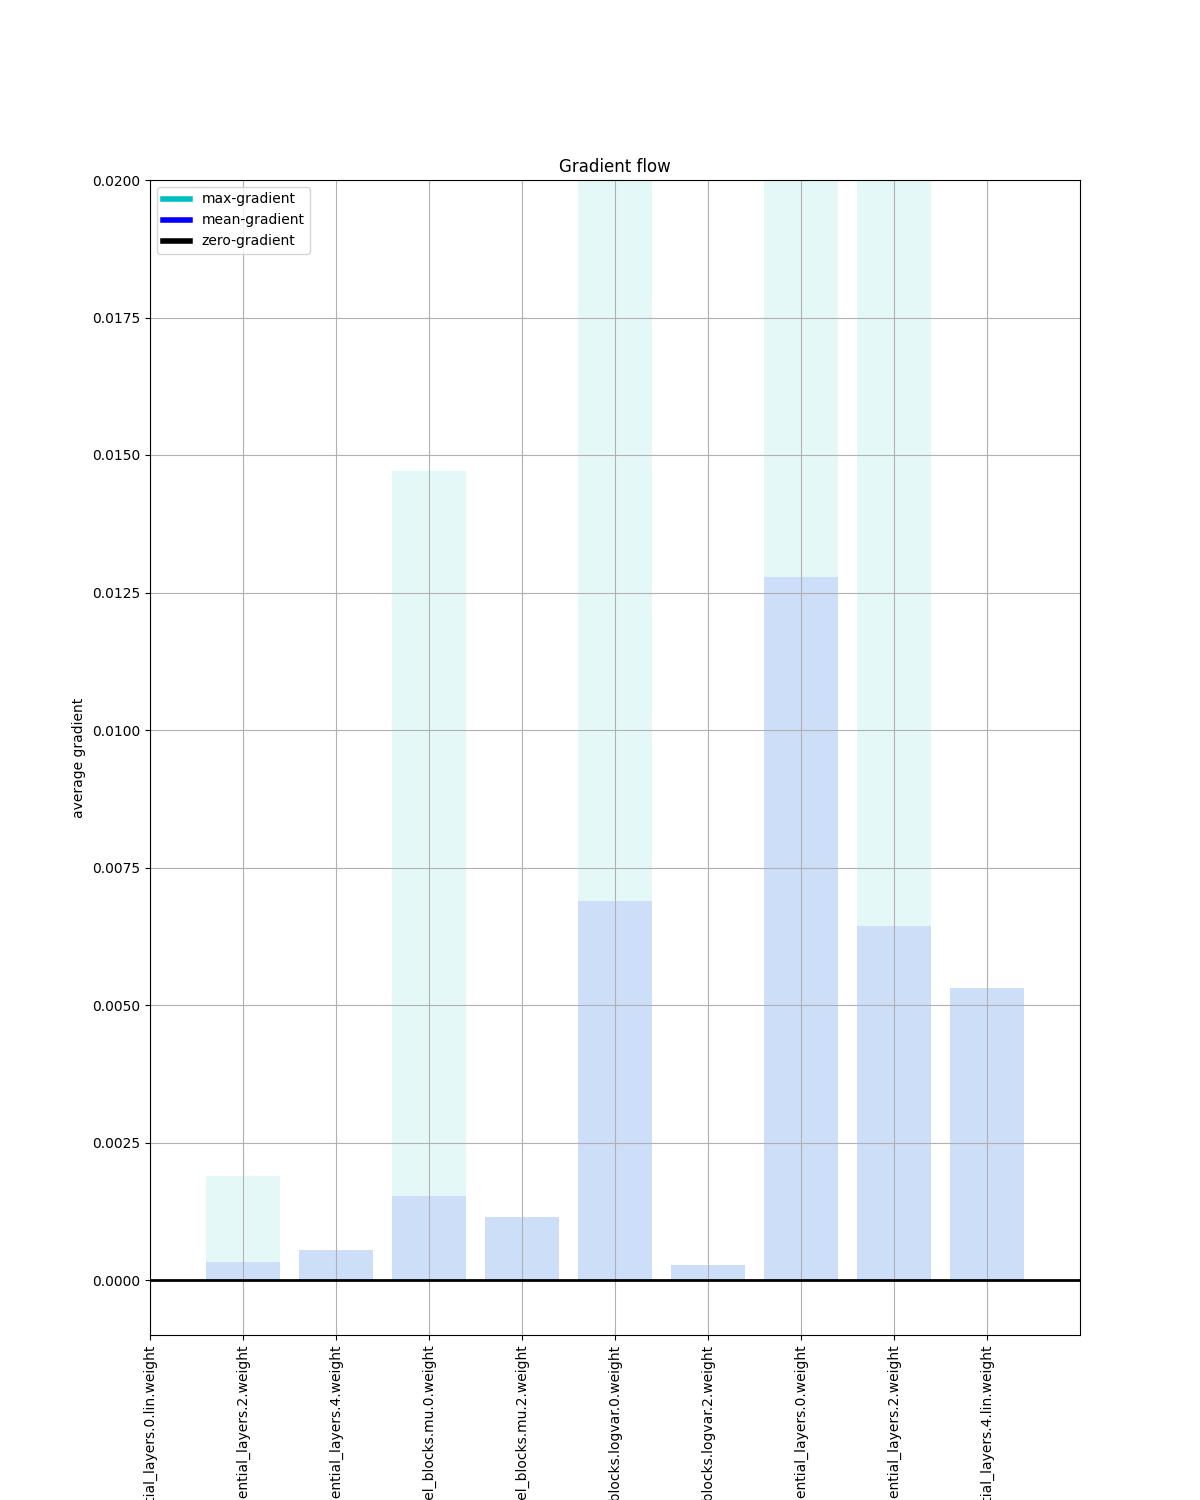 Gradient flow
max-gradient
mean-gradient
zero-gradient
0.0200
0.0175
0.0150
0.0125
0.0100
0.0075
0.0050
0.0025
0.0000
average gradient
tial_layers.0.lin.weight
ential_layers.2.weight
ential_layers.4.weight
el_blocks.mu.0.weight
el_blocks.mu.2.weight
blocks.logvar.0.weight
blocks.logvar.2.weight
ential_layers.0.weight
ential_layers.2.weight
tial_layers.4.lin.weight